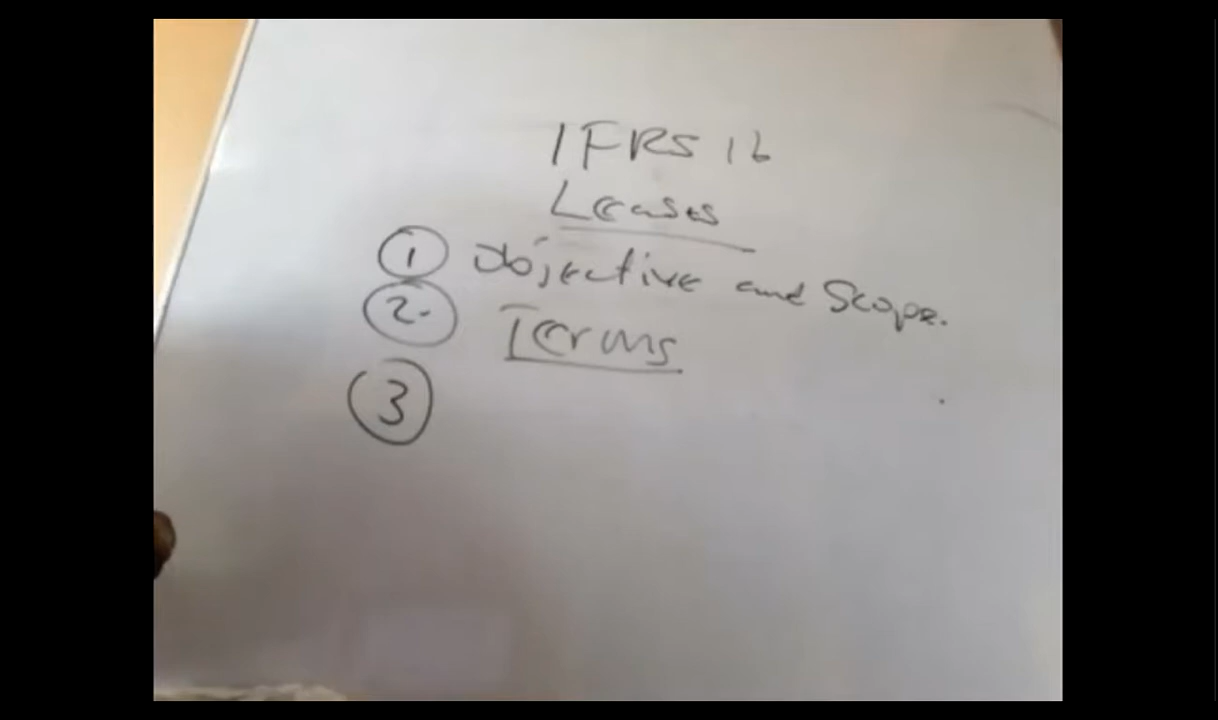 IFRS 16
Leases
1 Objective and Scope.
2. Terms
3